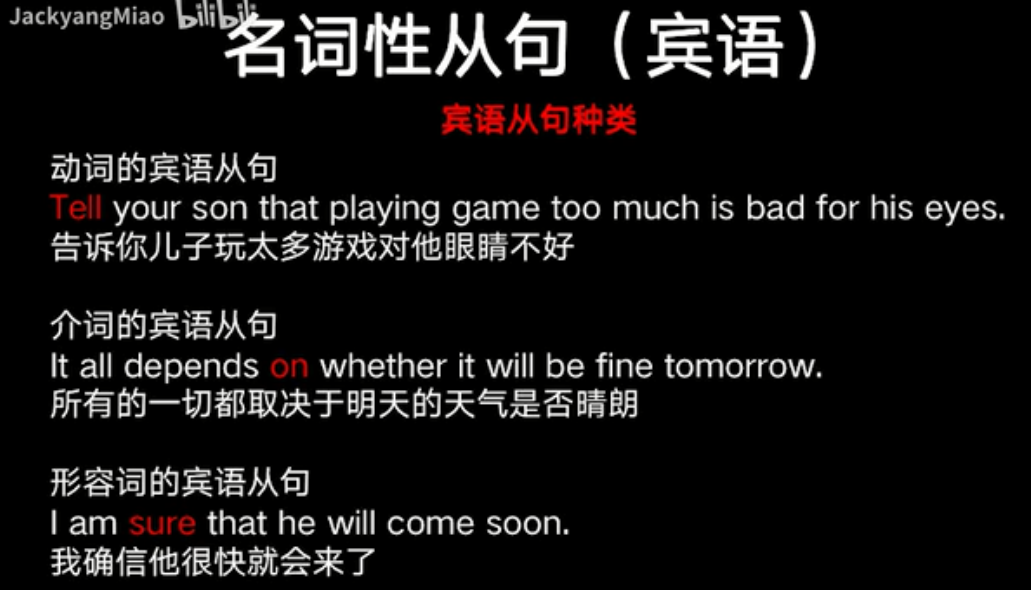 JackyangMiao bilibili
名词性从句（宾语）
宾语从句种类
动词的宾语从句
Tell your son that playing game too much is bad for his eyes.
告诉你儿子玩太多游戏对他眼睛不好
介词的宾语从句
It all depends on whether it will be fine tomorrow.
所有的一切都取决于明天的天气是否晴朗
形容词的宾语从句
I am sure that he will come soon.
我确信他很快就会来了